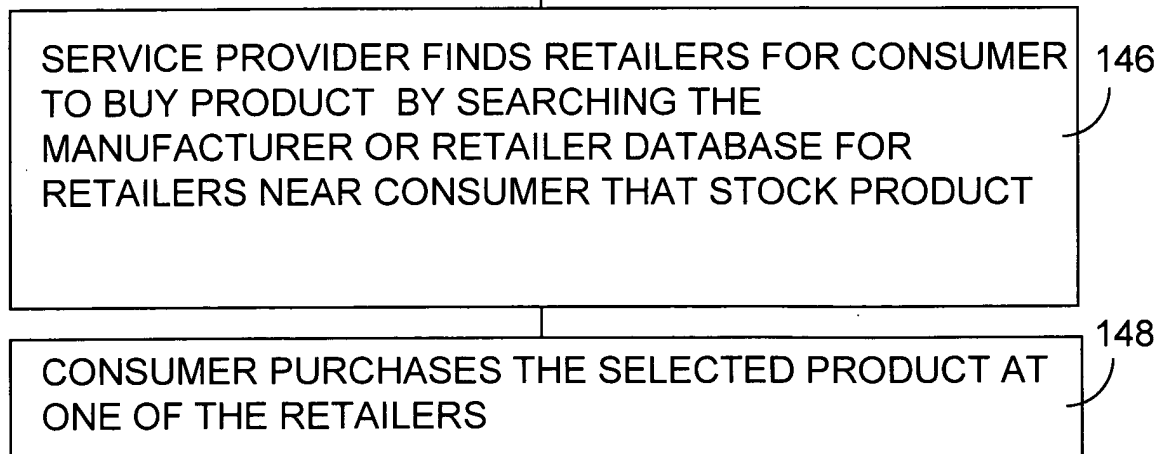 SERVICE PROVIDER FINDS RETAILERS FOR CONSUMER
146
TO BUY PRODUCT BY SEARCHING THE
MANUFACTURER OR RETAILER DATABASE FOR
RETAILERS NEAR CONSUMER THAT STOCK PRODUCT
148
CONSUMER PURCHASES THE SELECTED PRODUCT AT
ONE OF THE RETAILERS